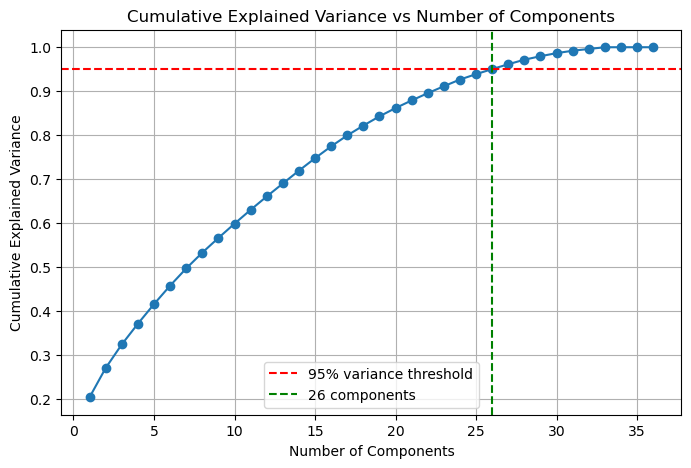 Cumulative Explained Variance vs Number of Components
Cumulative Explained Variance
1.0
0.9
0.8
0.7
0.6
0.5
0.4
0.3
0.2
95% variance threshold
26 components
0 5 10 15 20 25 30 35
Number of Components